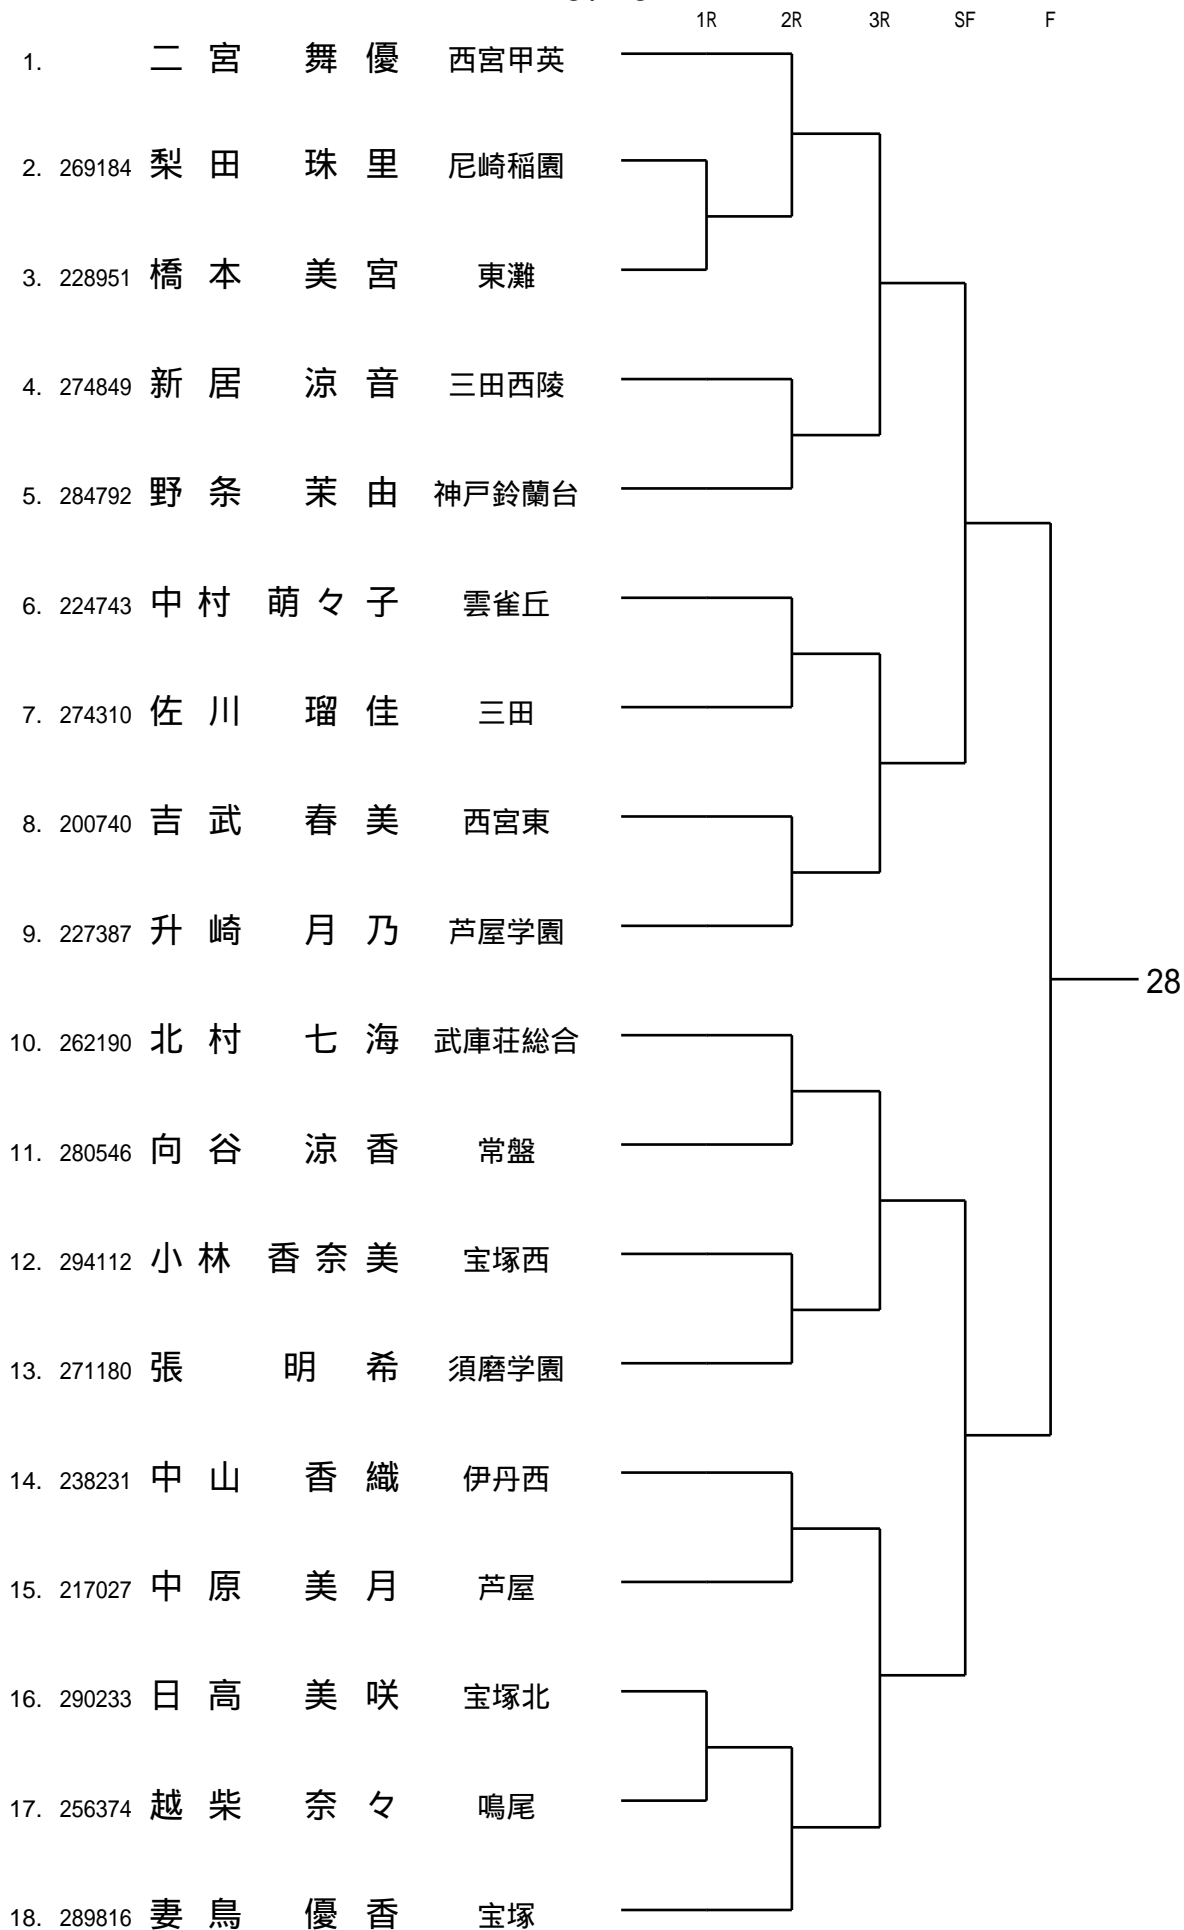 1R 2R 3R SF F
1. 二宮 舞優 西宮甲英
2. 269184 梨田 珠里 尼崎稲園
3. 228951 橋本 美宮 東灘
4. 274849 新居 涼音 三田西陵
5. 284792 野条 茉由 神戸鈴蘭台
6. 224743 中村 萌々子 雲雀丘
7. 274310 佐川 瑠佳 三田
8. 200740 吉武 春美 西宮東
9. 227387 升崎 月乃 芦屋学園
28
10. 262190 北村 七海 武庫荘総合
11. 280546 向谷 涼香 常盤
12. 294112 小林 香奈美 宝塚西
13. 271180 張 明希 須磨学園
14. 238231 中山 香織 伊丹西
15. 217027 中原 美月 芦屋
16. 290233 日高 美咲 宝塚北
17. 256374 越柴 奈々 鳴尾
18. 289816 妻鳥 優香 宝塚